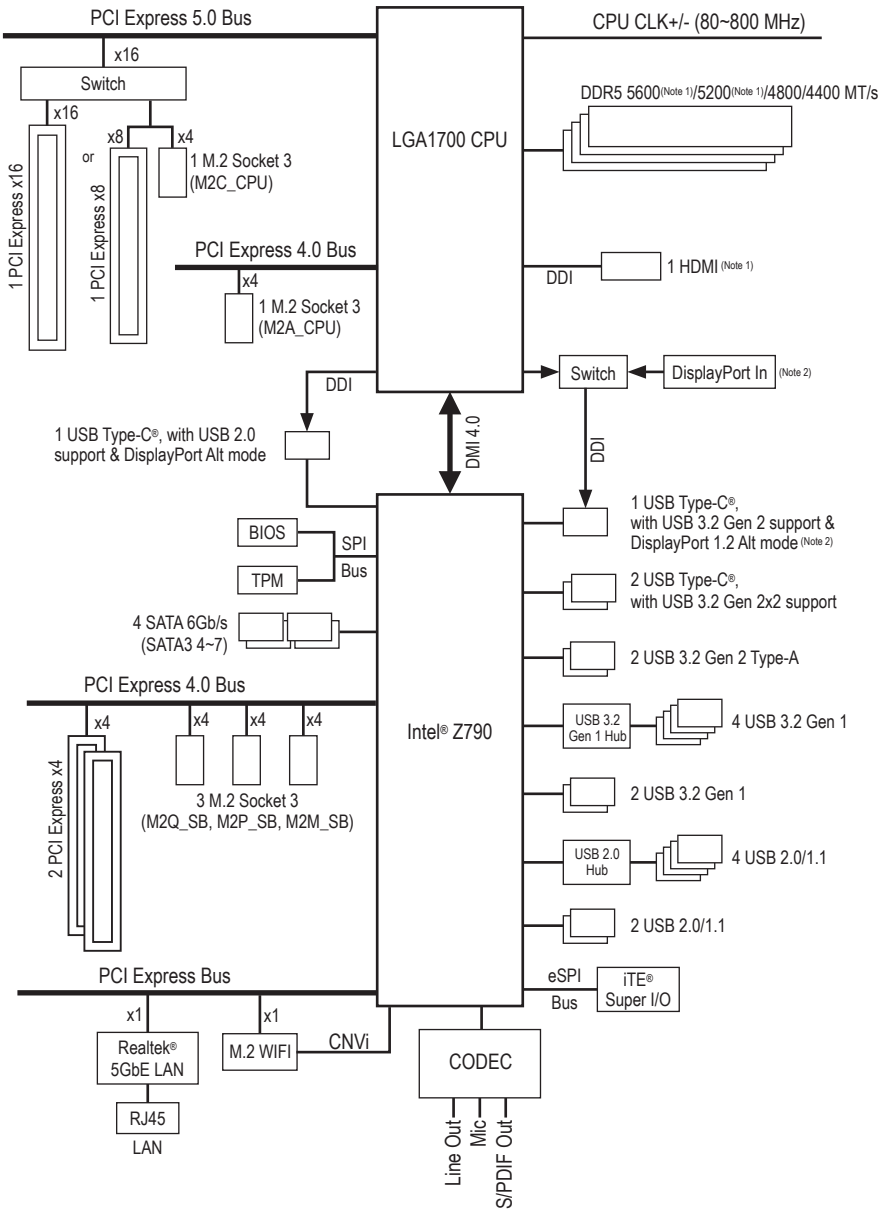 PCI Express 5.0 Bus
CPU CLK+/- (80~800 MHz)
x16
Switch
x16
x8
x4
or
1 PCI Express x16
1 PCI Express x8
1 M.2 Socket 3
(M2C_CPU)
LGA1700 CPU
DDR5 5600(Note 1)/5200(Note 1)/4800/4400 MT/s
PCI Express 4.0 Bus
x4
1 M.2 Socket 3
(M2A_CPU)
DDI
1 HDMI (Note 1)
DDI
Switch
DisplayPort In (Note 2)
1 USB Type-C®, with USB 2.0
support & DisplayPort Alt mode
DMI 4.0
DDI
1 USB Type-C®,
with USB 3.2 Gen 2 support &
DisplayPort 1.2 Alt mode (Note 2)
BIOS
SPI
TPM
Bus
2 USB Type-C®,
with USB 3.2 Gen 2x2 support
4 SATA 6Gb/s
(SATA3 4~7)
2 USB 3.2 Gen 2 Type-A
PCI Express 4.0 Bus
x4
x4
x4
x4
2 PCI Express x4
3 M.2 Socket 3
(M2Q_SB, M2P_SB, M2M_SB)
Intel® Z790
USB 3.2
Gen 1 Hub
4 USB 3.2 Gen 1
2 USB 3.2 Gen 1
USB 2.0
Hub
4 USB 2.0/1.1
2 USB 2.0/1.1
PCI Express Bus
eSPI
Bus
iTE®
Super I/O
x1
x1
Realtek®
5GbE LAN
M.2 WIFI
CNVi
CODEC
RJ45
LAN
Line Out
Mic
S/PDIF Out